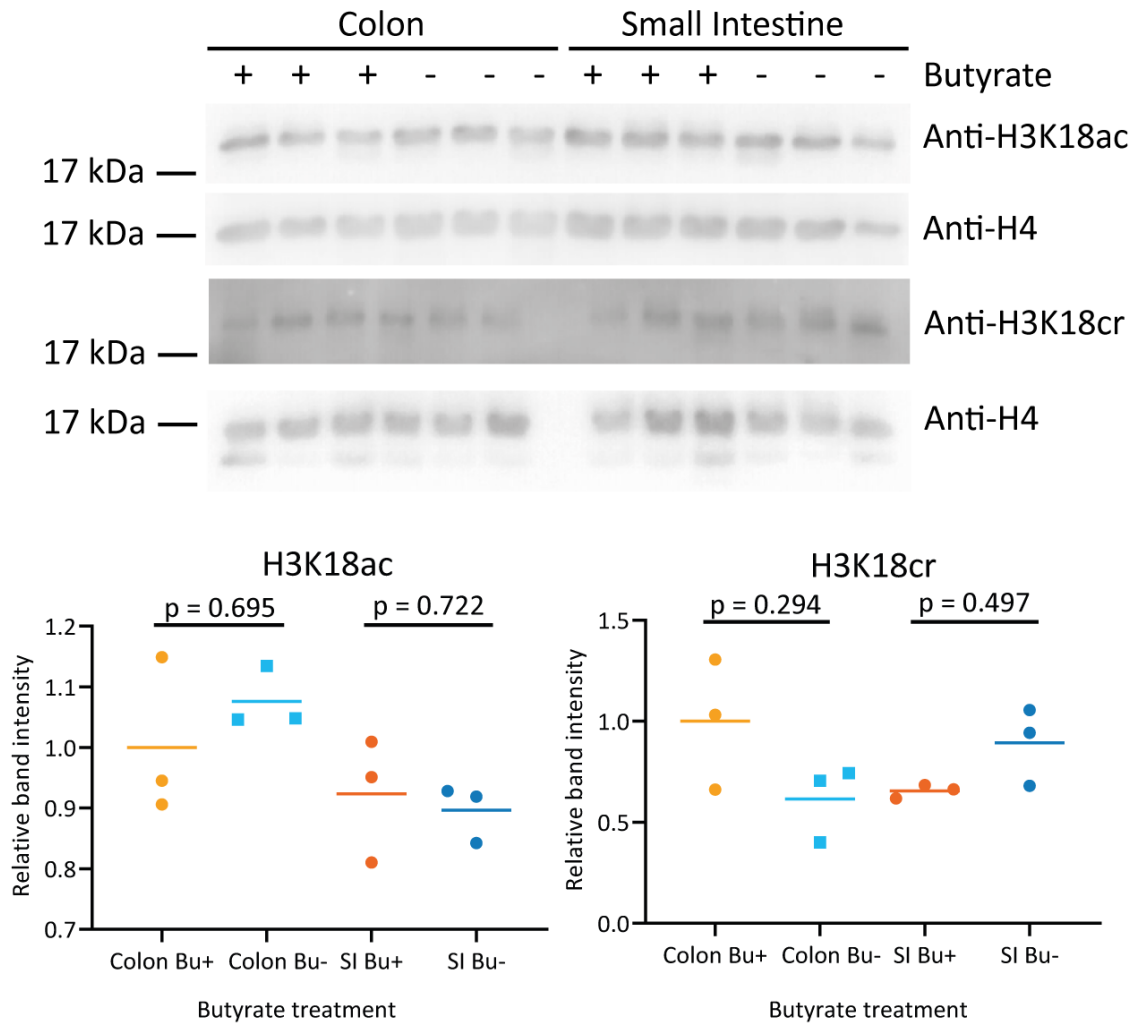 Colon Small Intestine
+ + + - - - + + + - - - Butyrate
Anti-H3K18ac
17 kDa
17 kDa Anti-H4
Anti-H3K18cr
17 kDa
17 kDa Anti-H4
H3K18ac
p = 0.695 p = 0.722
1.2
1.1
1.0
0.9
0.8
0.7
Relative band intensity
Colon Bu+ Colon Bu- SI Bu+ SI Bu-
Butyrate treatment
H3K18cr
p = 0.294 p = 0.497
1.5
1.0
0.5
0.0
Relative band intensity
Colon Bu+ Colon Bu- SI Bu+ SI Bu-
Butyrate treatment